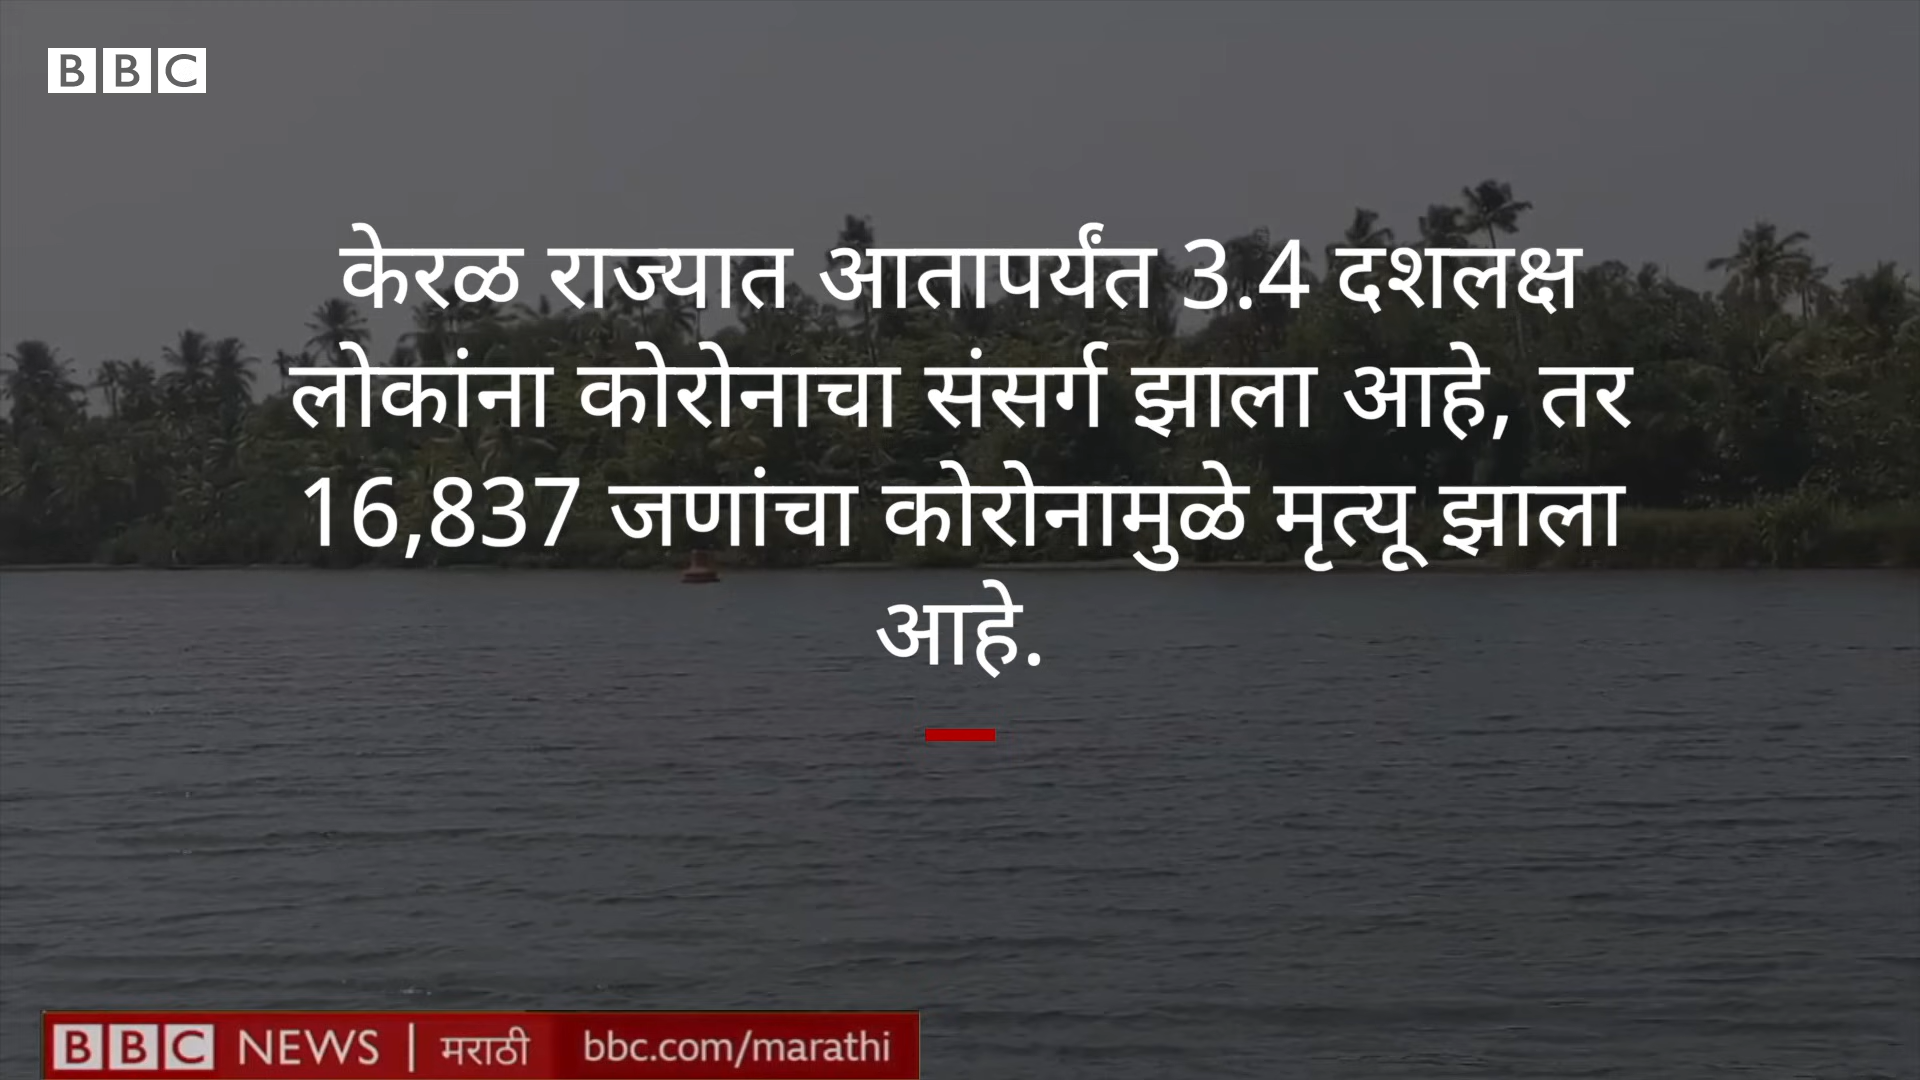 BBC
केरळ राज्यात आतापर्यंत 3.4 दशलक्ष
लोकांना कोरोनाचा संसर्ग झाला आहे, तर
16,837 जणांचा कोरोनामुळे मृत्यू झाला
आहे.
BBC NEWS | मराठी bbc.com/marathi